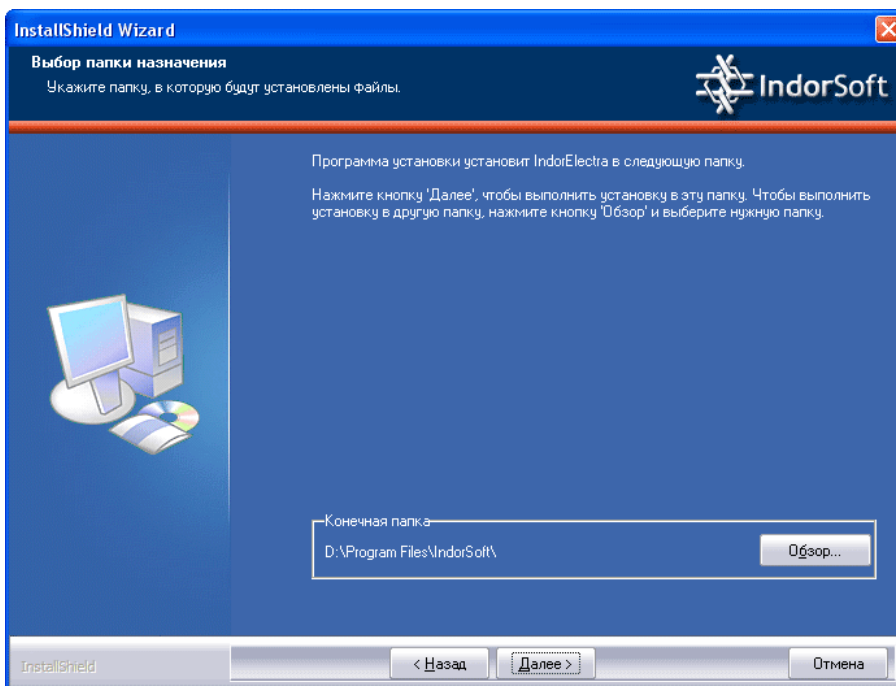 InstallShield Wizard
Выбор папки назначения
Укажите папку, в которую будут установлены файлы.
IndorSoft
Программа установки установит IndorElectra в следующую папку.
Нажмите кнопку 'Далее', чтобы выполнить установку в эту папку. Чтобы выполнить
установку в другую папку, нажмите кнопку 'Обзор' и выберите нужную папку.
Конечная папка
D:\Program Files\IndorSoft\
Обзор...
InstallShield
< Назад
Далее >
Отмена